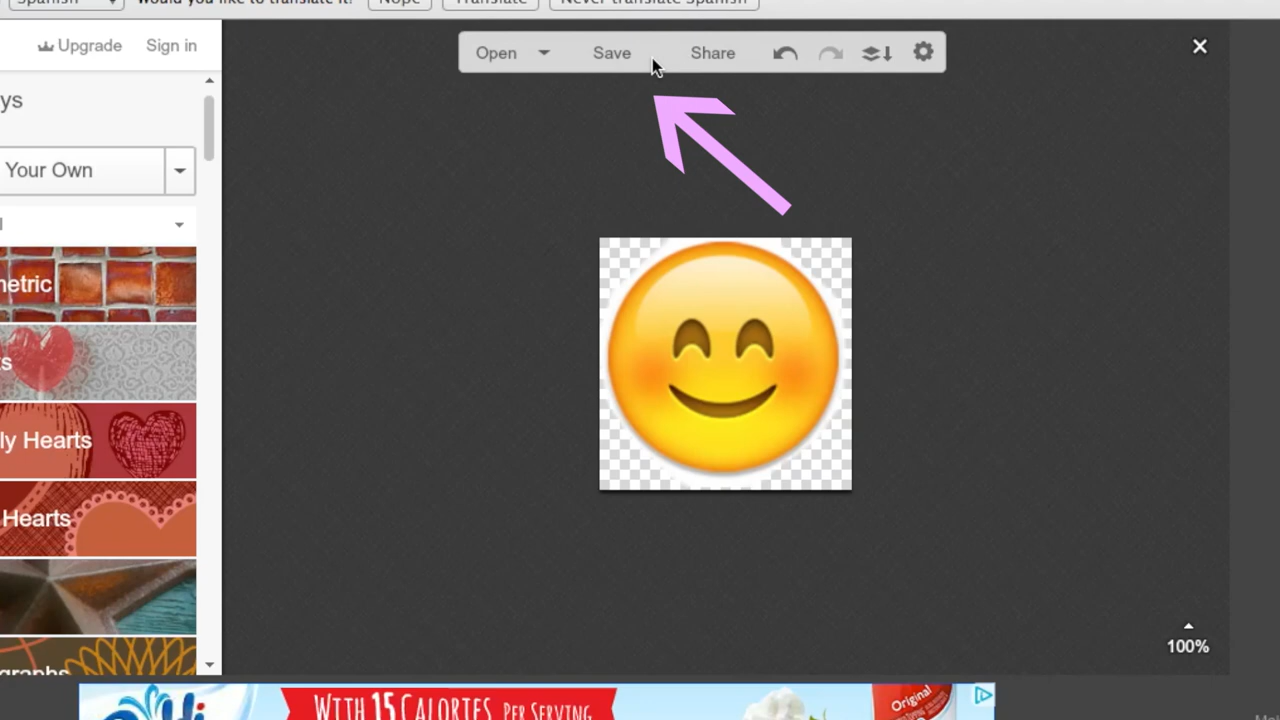 Spanish Would you like to translate it? Nope Translate Never translate Spanish
Upgrade Sign in
Open Save Share
ys
Your Own
netric
s
ly Hearts
Hearts
graphs
100%
Hi
WITH 15 CALORIES PER SERVING
Original